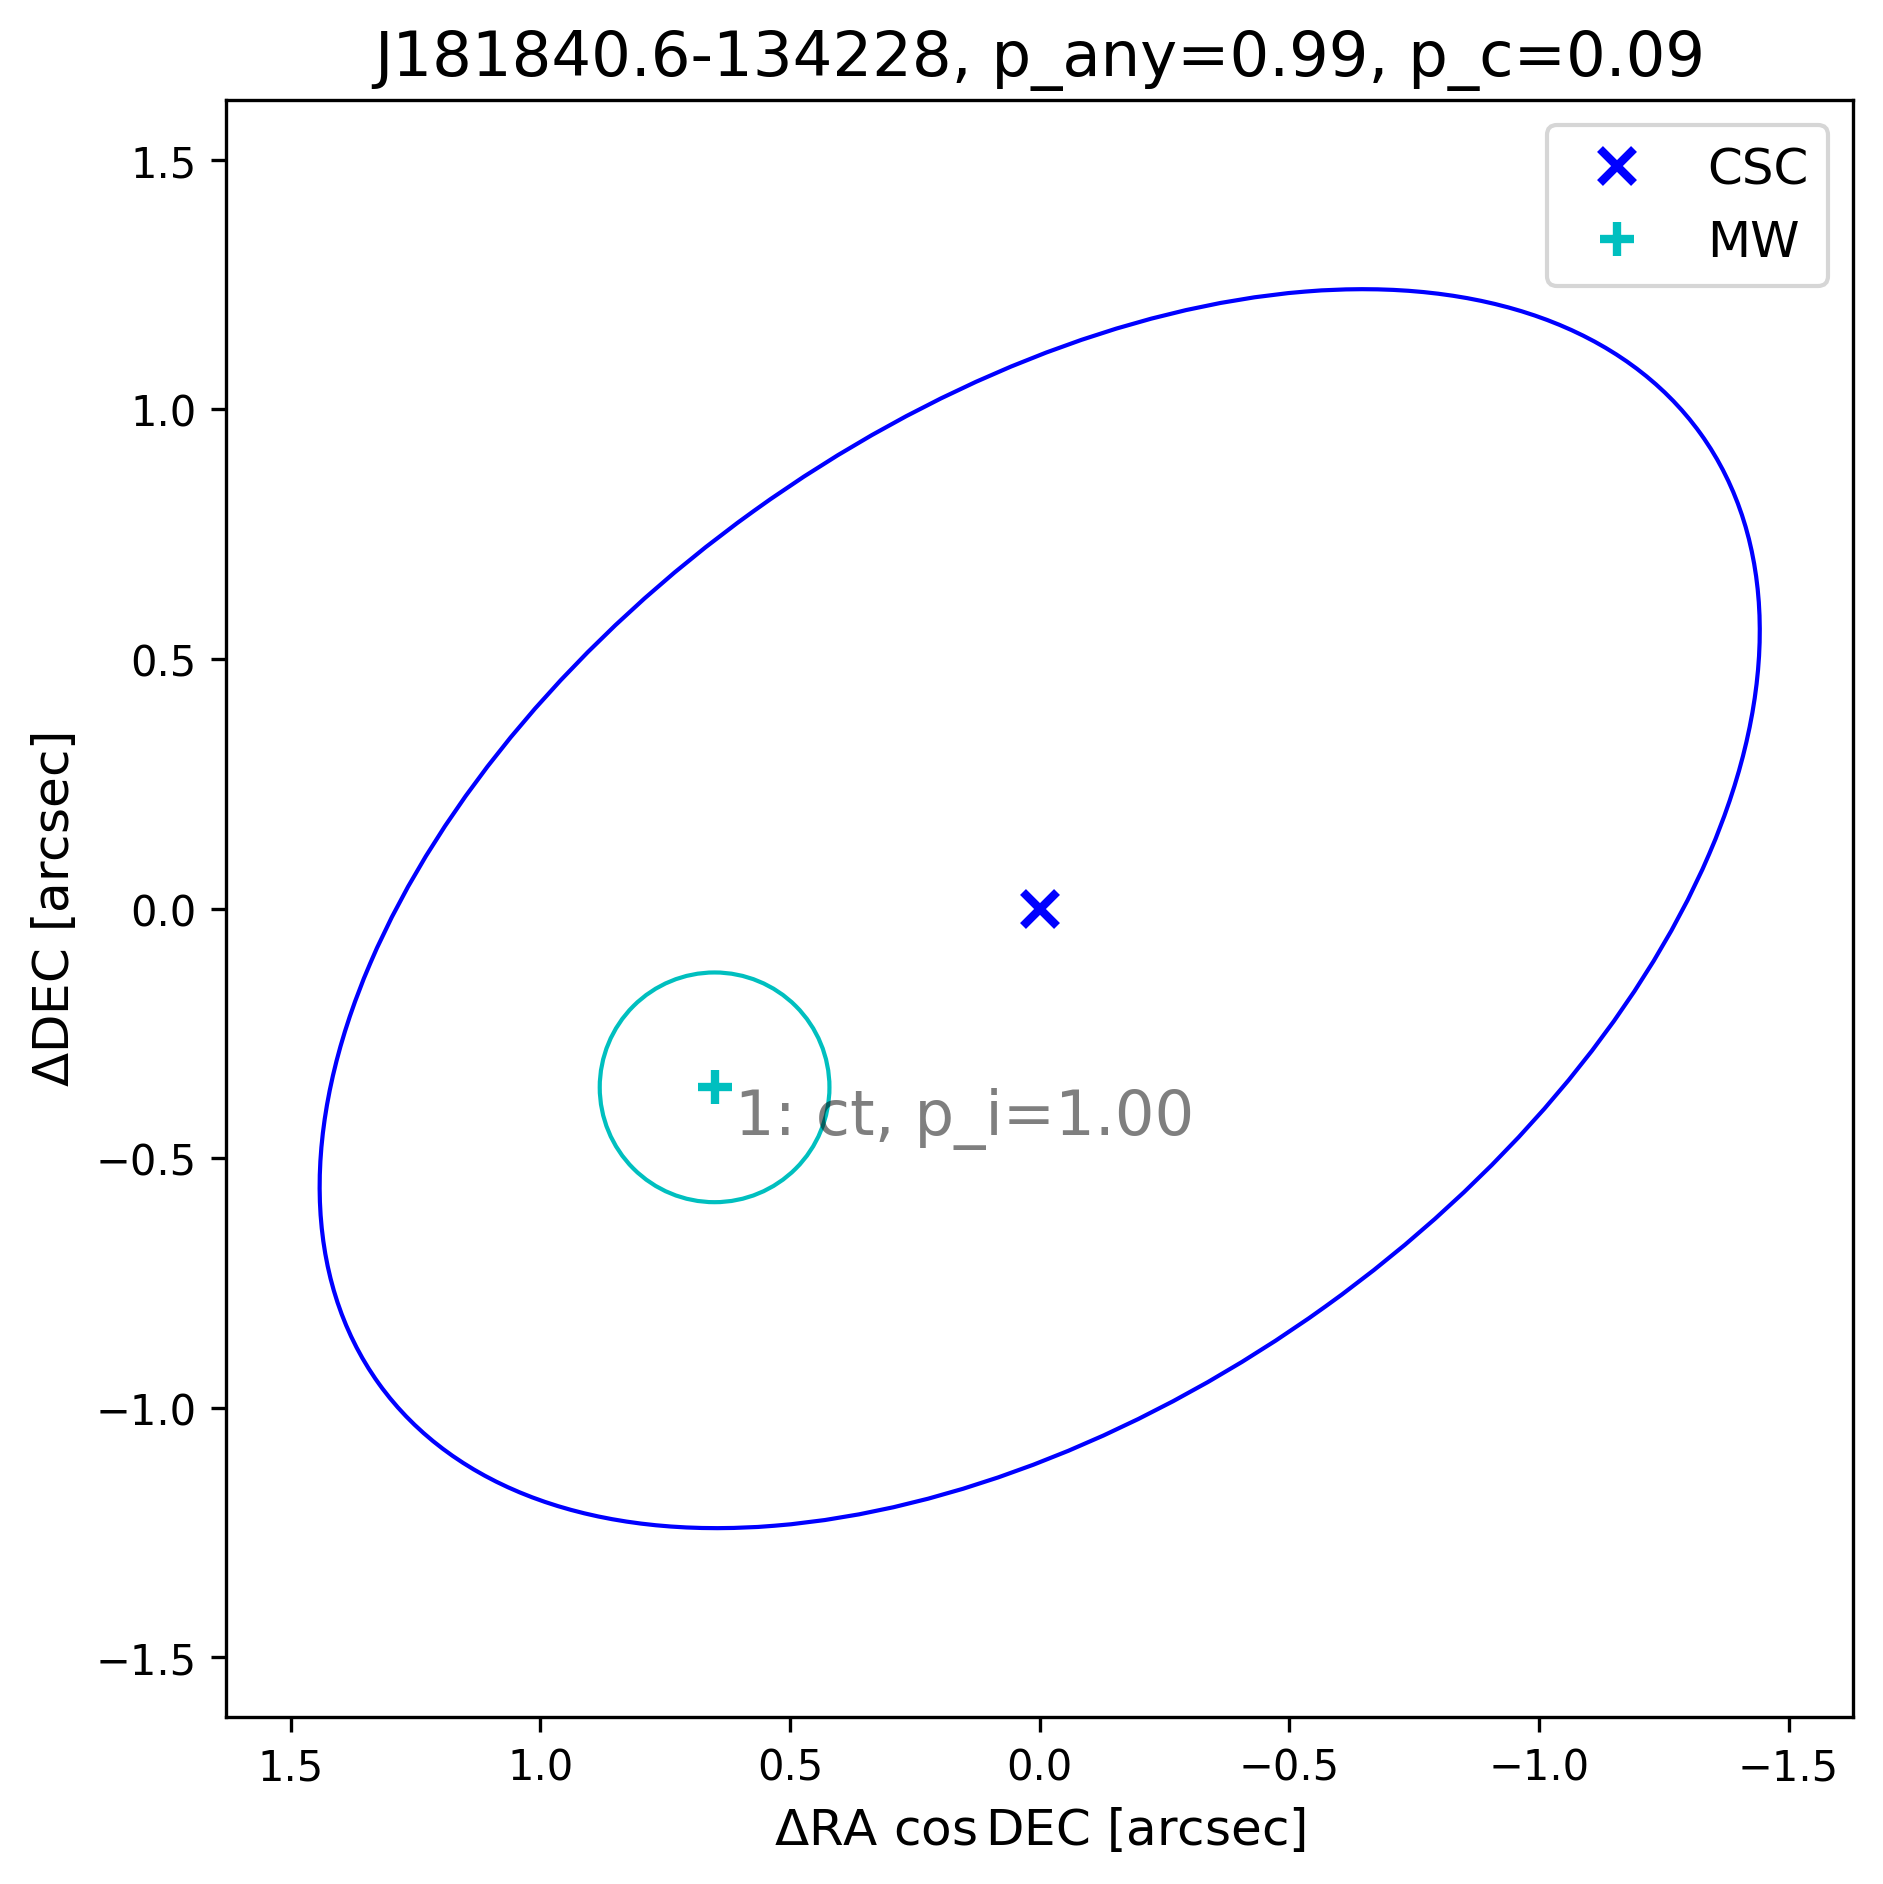 J181840.6-134228, p_any=0.99, p_c=0.09
CSC
MW
1.5
1.0
0.5
0.0
−0.5
−1.0
−1.5
ΔDEC [arcsec]
1: ct, p_i=1.00
1.5 1.0 0.5 0.0 −0.5 −1.0 −1.5
ΔRA cos DEC [arcsec]